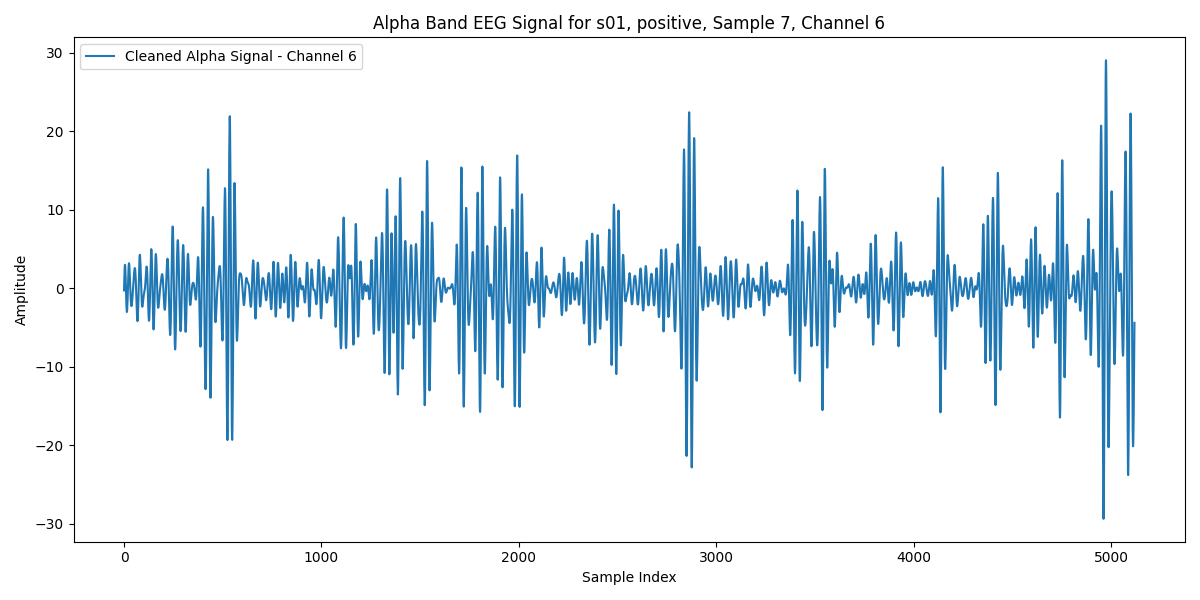 Alpha Band EEG Signal for s01, positive, Sample 7, Channel 6
Cleaned Alpha Signal - Channel 6
30
20
10
0
−10
−20
−30
Amplitude
0 1000 2000 3000 4000 5000
Sample Index